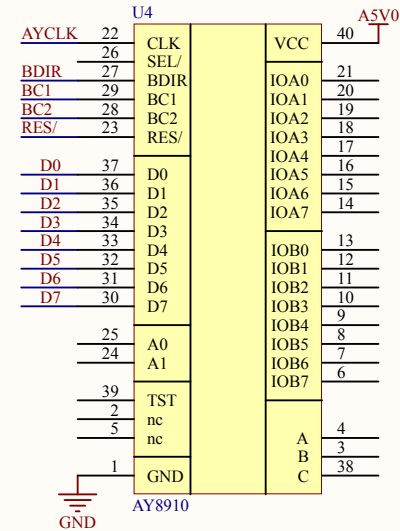 U4
A5V0
AYCLK 22 CLK VCC 40
26 SEL/
BDIR 27 BDIR IOA0 21
BC1 29 BC1 IOA1 20
BC2 28 BC2 IOA2 19
RES/ 23 RES/ IOA3 18
IOA4 17
D0 37 D0 IOA5 16
D1 36 D1 IOA6 15
D2 35 D2 IOA7 14
D3 34 D3
D4 33 D4 IOB0 13
D5 32 D5 IOB1 12
D6 31 D6 IOB2 11
D7 30 D7 IOB3 10
IOB4 9
25 A0 IOB5 8
24 A1 IOB6 7
IOB7 6
39 TST
2 nc
5 nc A 4
B 3
1 GND C 38
AY8910
GND